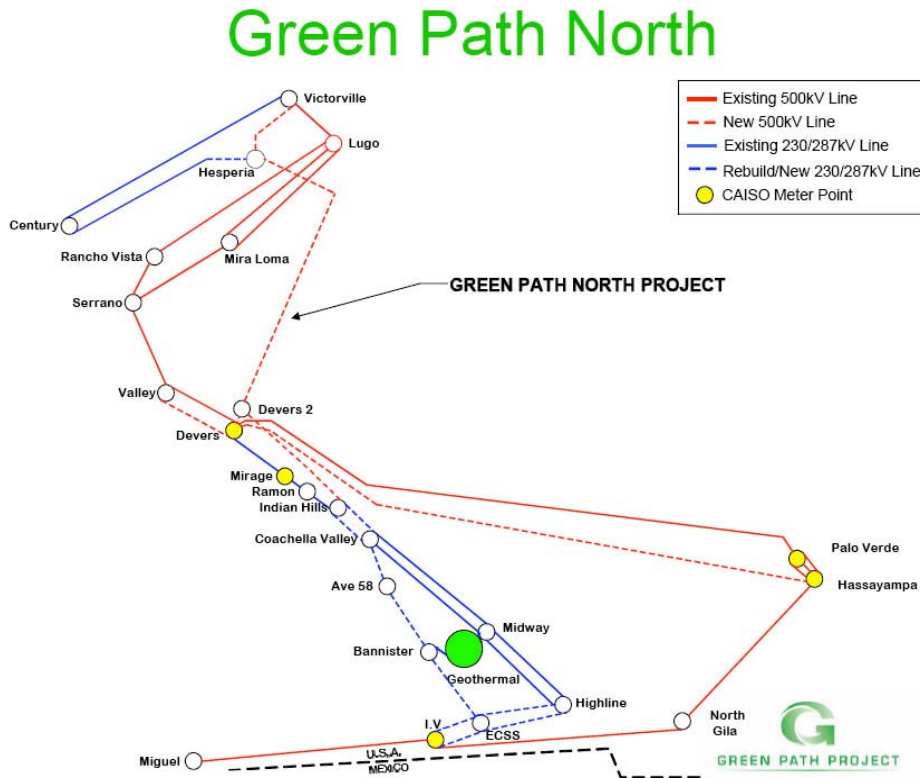 Green Path North
Existing 500kV Line
New 500kV Line
Existing 230/287kV Line
Rebuild/New 230/287kV Line
CAISO Meter Point
Victorville
Lugo
Hesperia
Century
Rancho Vista
Mira Loma
GREEN PATH NORTH PROJECT
Serrano
Valley
Devers 2
Devers
Mirage
Ramon
Indian Hills
Coachella Valley
Palo Verde
Hassayampa
Ave 58
Midway
Bannister
Geothermal
Highline
I.V
ECSS
North
Gila
Miguel
U.S.A.
MEXICO
G
GREEN PATH PROJECT